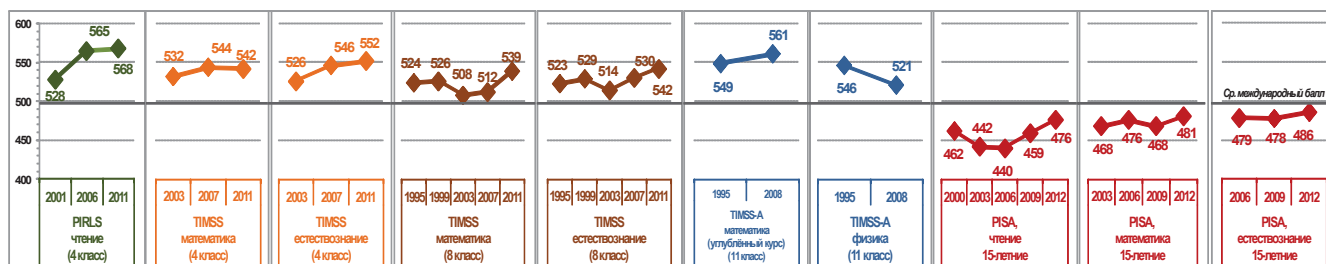 600
550
500
450
400
528
565
568
2001 2006 2011
PIRLS
чтение
(4 класс)
532
544
542
2003 2007 2011
TIMSS
математика
(4 класс)
526
546
552
2003 2007 2011
TIMSS
естествознание
(4 класс)
524
526
508
512
539
1995 1999 2003 2007 2011
TIMSS
математика
(8 класс)
523
529
514
530
542
1995 1999 2003 2007 2011
TIMSS
естествознание
(8 класс)
549
561
1995 2008
TIMSS-A
математика
(углублённый курс)
(11 класс)
546
521
1995 2008
TIMSS-A
физика
(11 класс)
462
442
440
459
476
2000 2003 2006 2009 2012
PISA,
чтение
15-летние
468
476
468
481
2003 2006 2009 2012
PISA,
математика
15-летние
Ср. международный балл
479
478
486
2006 2009 2012
PISA,
естествознание
15-летние